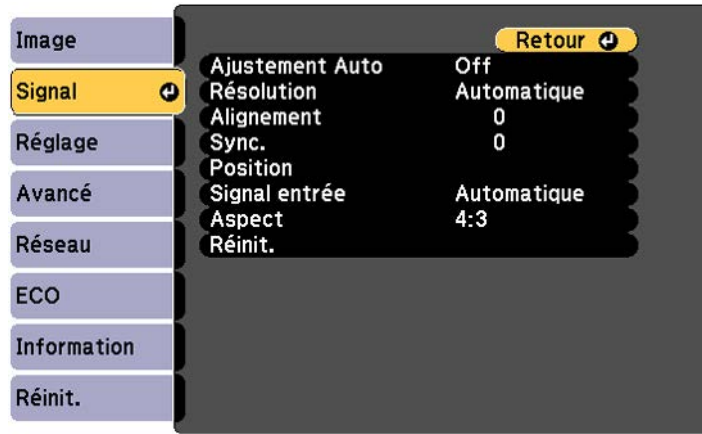 Image
Signal
Réglage
Avancé
Réseau
ECO
Information
Réinit.
Retour
Ajustement Auto Off
Résolution Automatique
Alignement 0
Sync. 0
Position
Signal entrée Automatique
Aspect 4:3
Réinit.